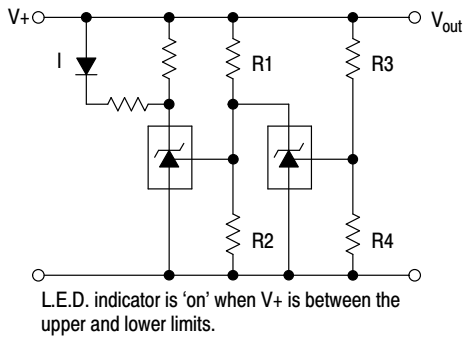 V+
Vout
I
R1
R3
R2
R4
L.E.D. indicator is ‘on’ when V+ is between the
upper and lower limits.